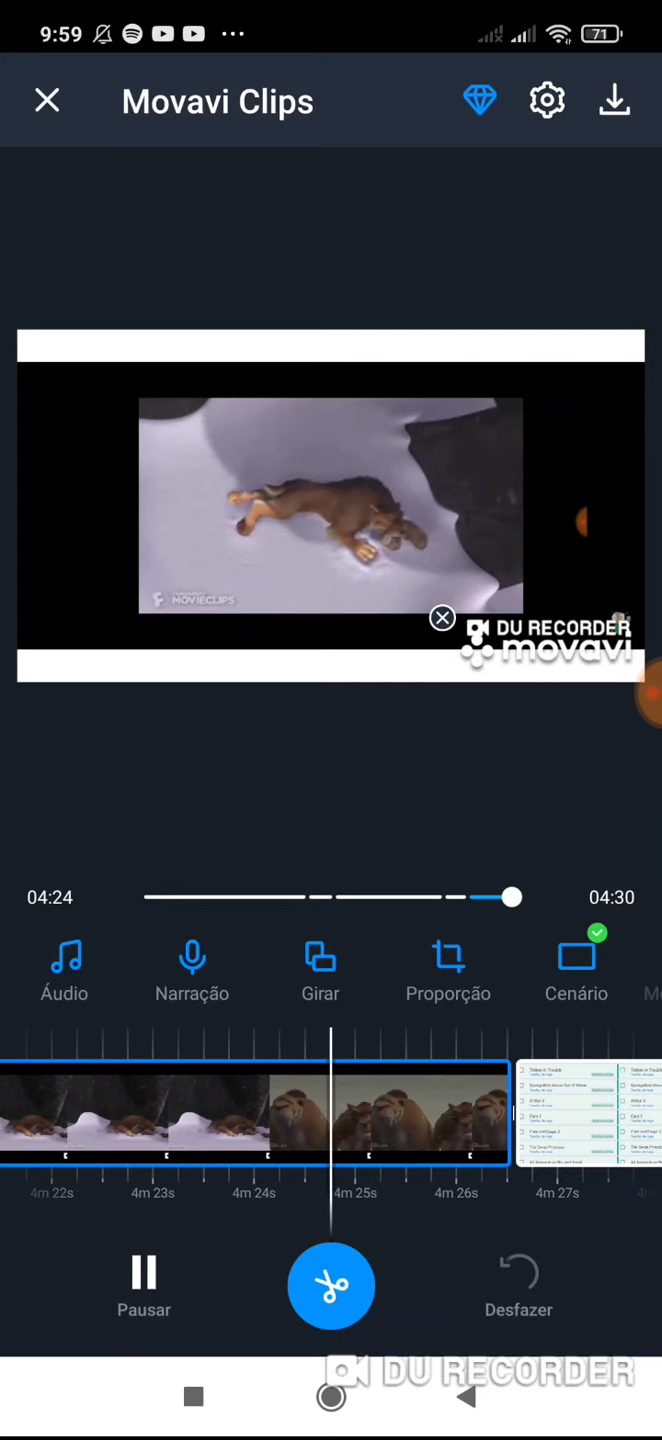 9:59
71
Movavi Clips
MOVIECLIPS
DU RECORDER
movavi
04:24
04:30
Áudio
Narração
Girar
Proporção
Cenário
4m 22s
4m 23s
4m 24s
4m 25s
4m 26s
4m 27s
Pausar
Desfazer
DU RECORDER